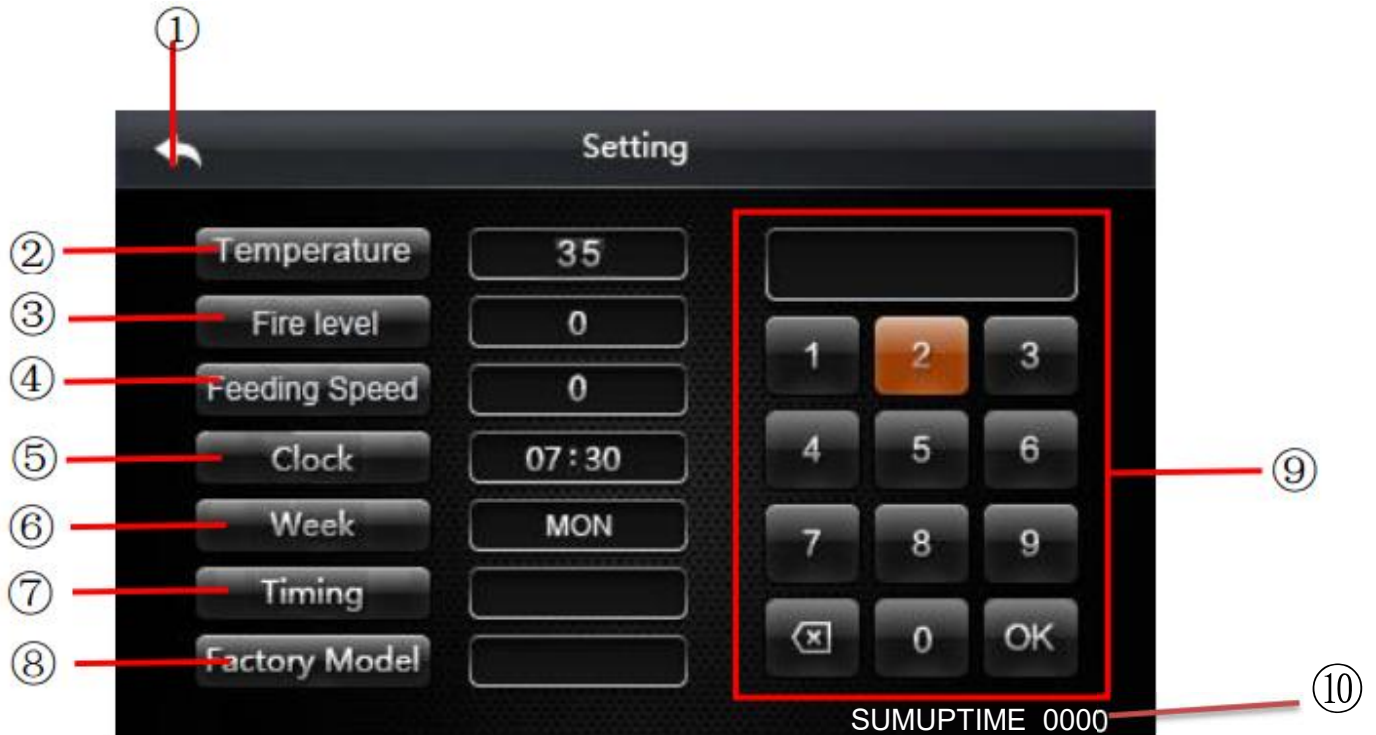 ①
Setting
② Temperature 35
③ Fire level 0
④ Feeding Speed 0
⑤ Clock 07:30
⑥ Week MON
⑦ Timing
⑧ Factory Model
1 2 3
4 5 6
7 8 9
0 OK
⑨
SUMUPTIME 0000
⑩